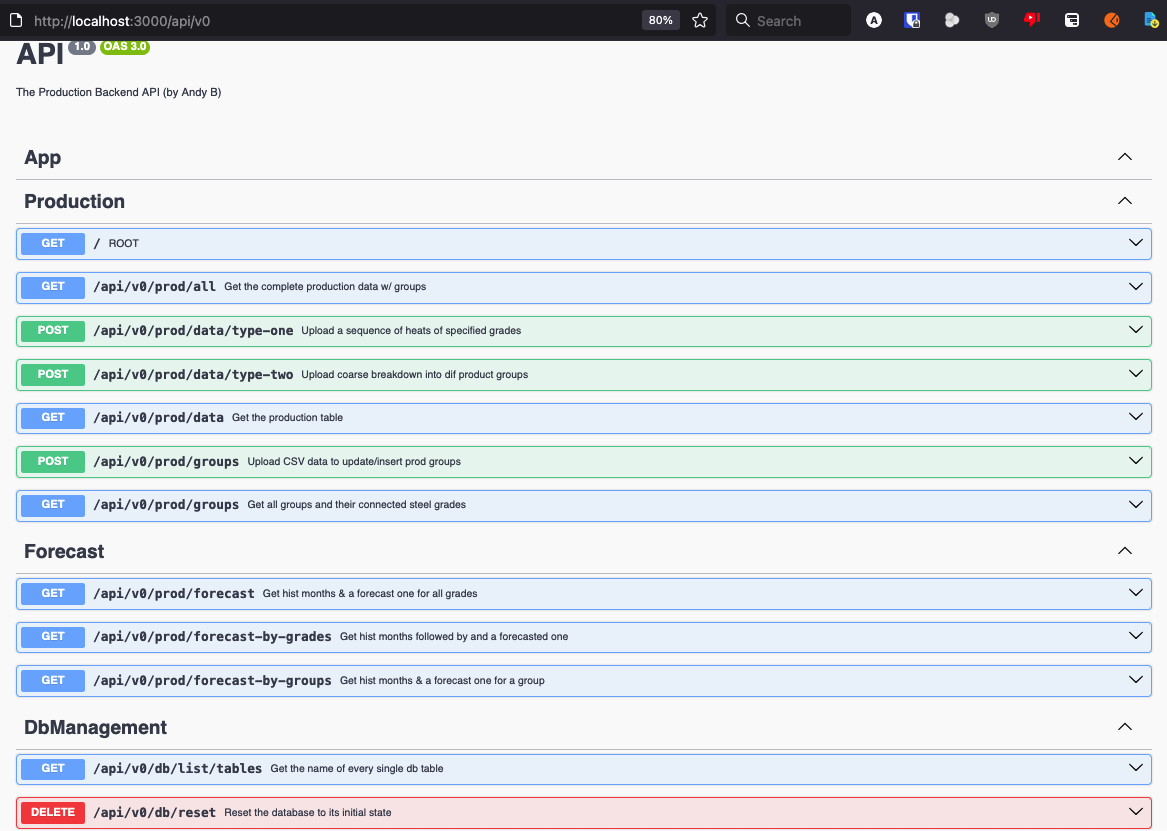 http://localhost:3000/api/v0
80%
Search
API 1.0 OAS 3.0
The Production Backend API (by Andy B)
App
Production
GET / ROOT
GET /api/v0/prod/all Get the complete production data w/ groups
POST /api/v0/prod/data/type-one Upload a sequence of heats of specified grades
POST /api/v0/prod/data/type-two Upload coarse breakdown into dif product groups
GET /api/v0/prod/data Get the production table
POST /api/v0/prod/groups Upload CSV data to update/insert prod groups
GET /api/v0/prod/groups Get all groups and their connected steel grades
Forecast
GET /api/v0/prod/forecast Get hist months & a forecast one for all grades
GET /api/v0/prod/forecast-by-grades Get hist months followed by and a forecasted one
GET /api/v0/prod/forecast-by-groups Get hist months & a forecast one for a group
DbManagement
GET /api/v0/db/list/tables Get the name of every single db table
DELETE /api/v0/db/reset Reset the database to its initial state